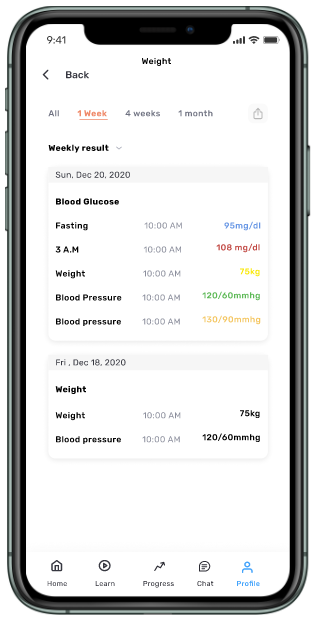 9:41
Weight
Back
All 1 Week 4 weeks 1 month
Weekly result
Sun, Dec 20, 2020
Blood Glucose
Fasting 10:00 AM 95mg/dl
3 A.M 10:00 AM 108 mg/dl
Weight 10:00 AM 75kg
Blood Pressure 10:00 AM 120/60mmhg
Blood pressure 10:00 AM 130/90mmhg
Fri , Dec 18, 2020
Weight
Weight 10:00 AM 75kg
Blood pressure 10:00 AM 120/60mmhg
Home Learn Progress Chat Profile